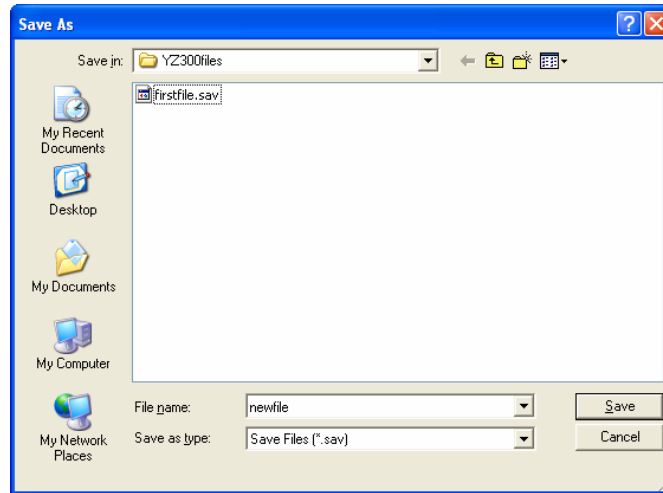 Save As
Save in: YZ300files
firstfile.sav
My Recent
Documents
Desktop
My Documents
My Computer
My Network
Places
File name: newfile Save
Save as type: Save Files (*.sav) Cancel